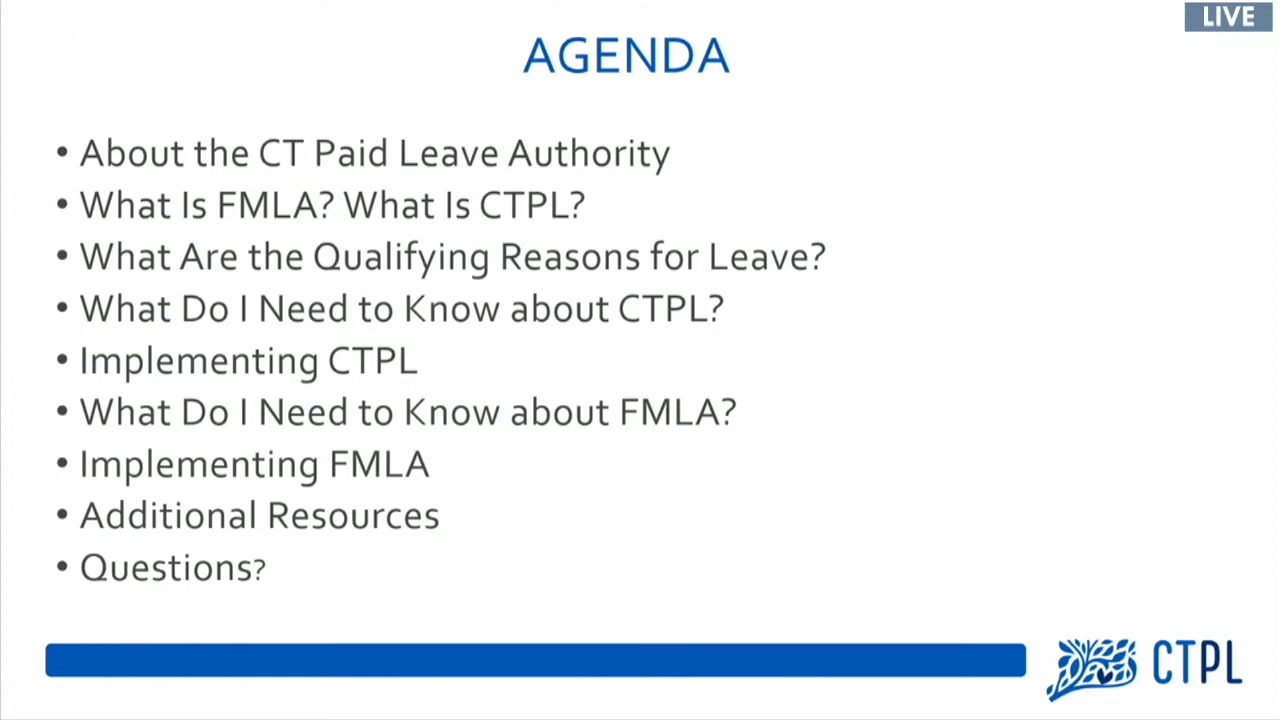 LIVE
AGENDA
• About the CT Paid Leave Authority
• What Is FMLA? What Is CTPL?
• What Are the Qualifying Reasons for Leave?
• What Do I Need to Know about CTPL?
• Implementing CTPL
• What Do I Need to Know about FMLA?
• Implementing FMLA
• Additional Resources
• Questions?
CTPL